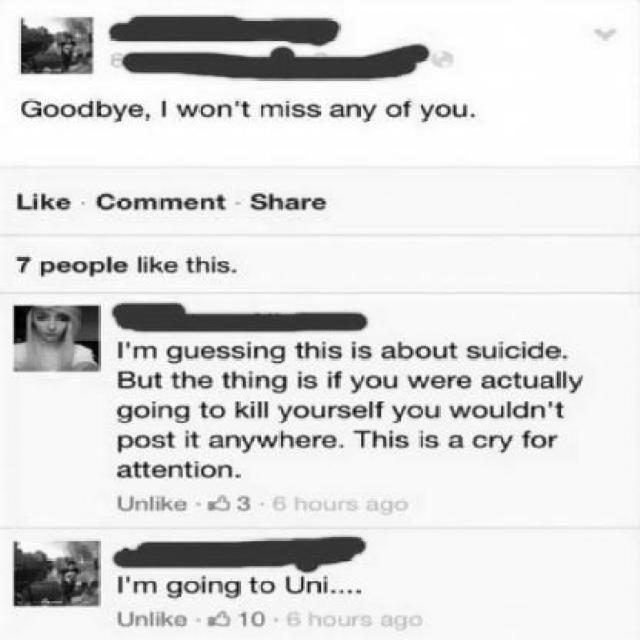 Goodbye, I won't miss any of you.
Like · Comment · Share
7 people like this.
I'm guessing this is about suicide.
But the thing is if you were actually
going to kill yourself you wouldn't
post it anywhere. This is a cry for
attention.
Unlike · 3 · 6 hours ago
I'm going to Uni....
Unlike · 10 · 6 hours ago